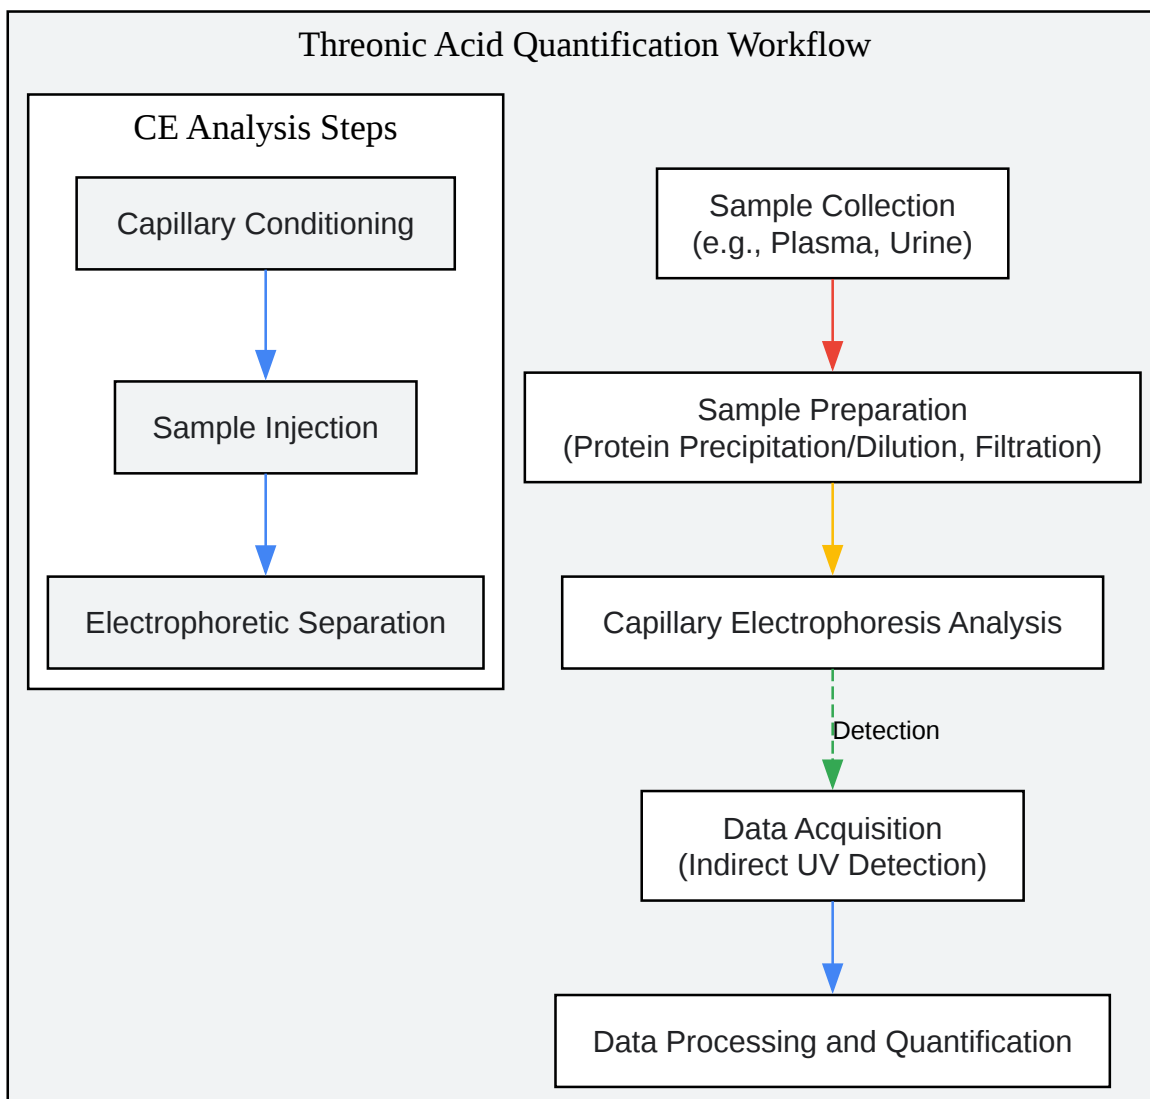 Threonic Acid Quantification Workflow
CE Analysis Steps
Capillary Conditioning
Sample Injection
Electrophoretic Separation
Sample Collection
(e.g., Plasma, Urine)
Sample Preparation
(Protein Precipitation/Dilution, Filtration)
Capillary Electrophoresis Analysis
Detection
Data Acquisition
(Indirect UV Detection)
Data Processing and Quantification